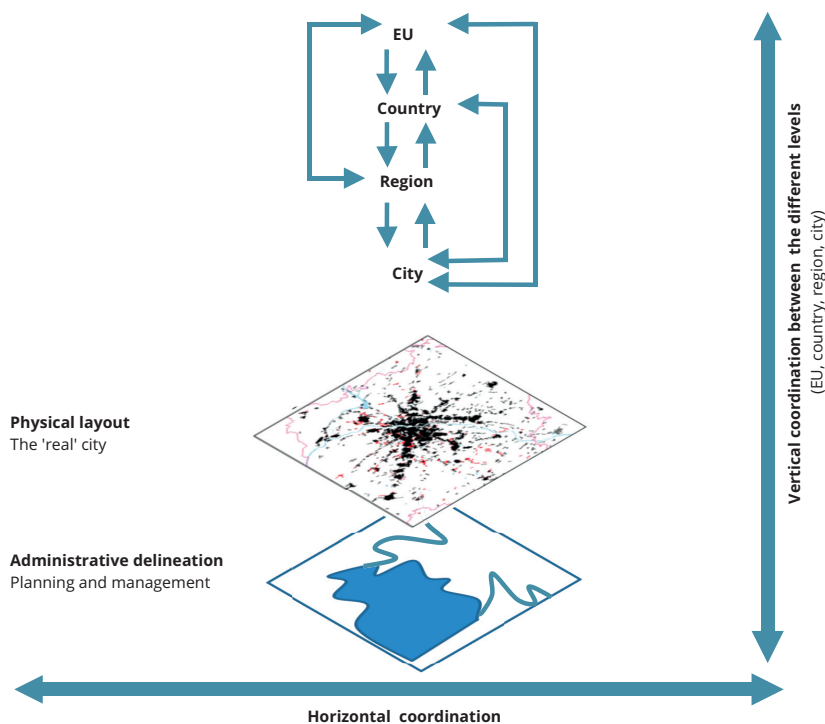 EU
Country
Region
City
Physical layout
The 'real' city
Administrative delineation
Planning and management
Vertical coordination between the different levels
(EU, country, region, city)
Horizontal coordination